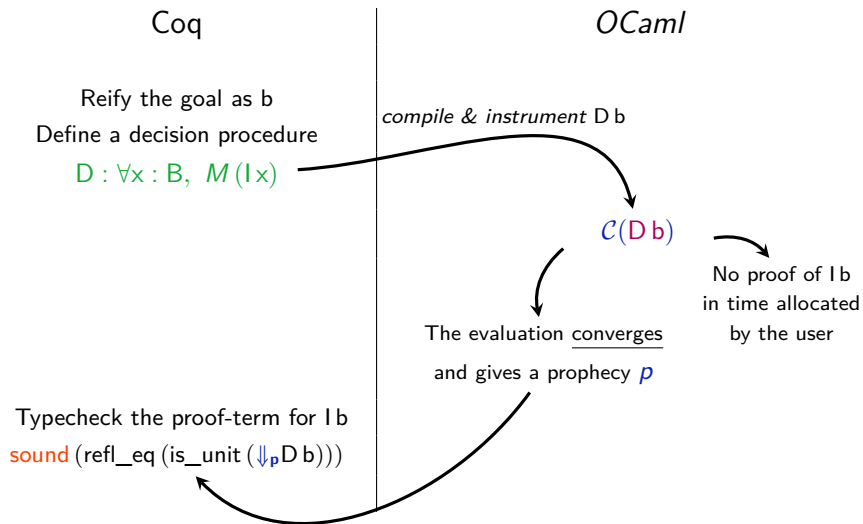 Coq
OCaml
Reify the goal as b
Define a decision procedure
D : ∀x : B, M (I x)
compile & instrument D b
C(D b)
No proof of I b
in time allocated
by the user
The evaluation converges
and gives a prophecy p
Typecheck the proof-term for I b
sound (refl_eq (is_unit (⇓p D b)))